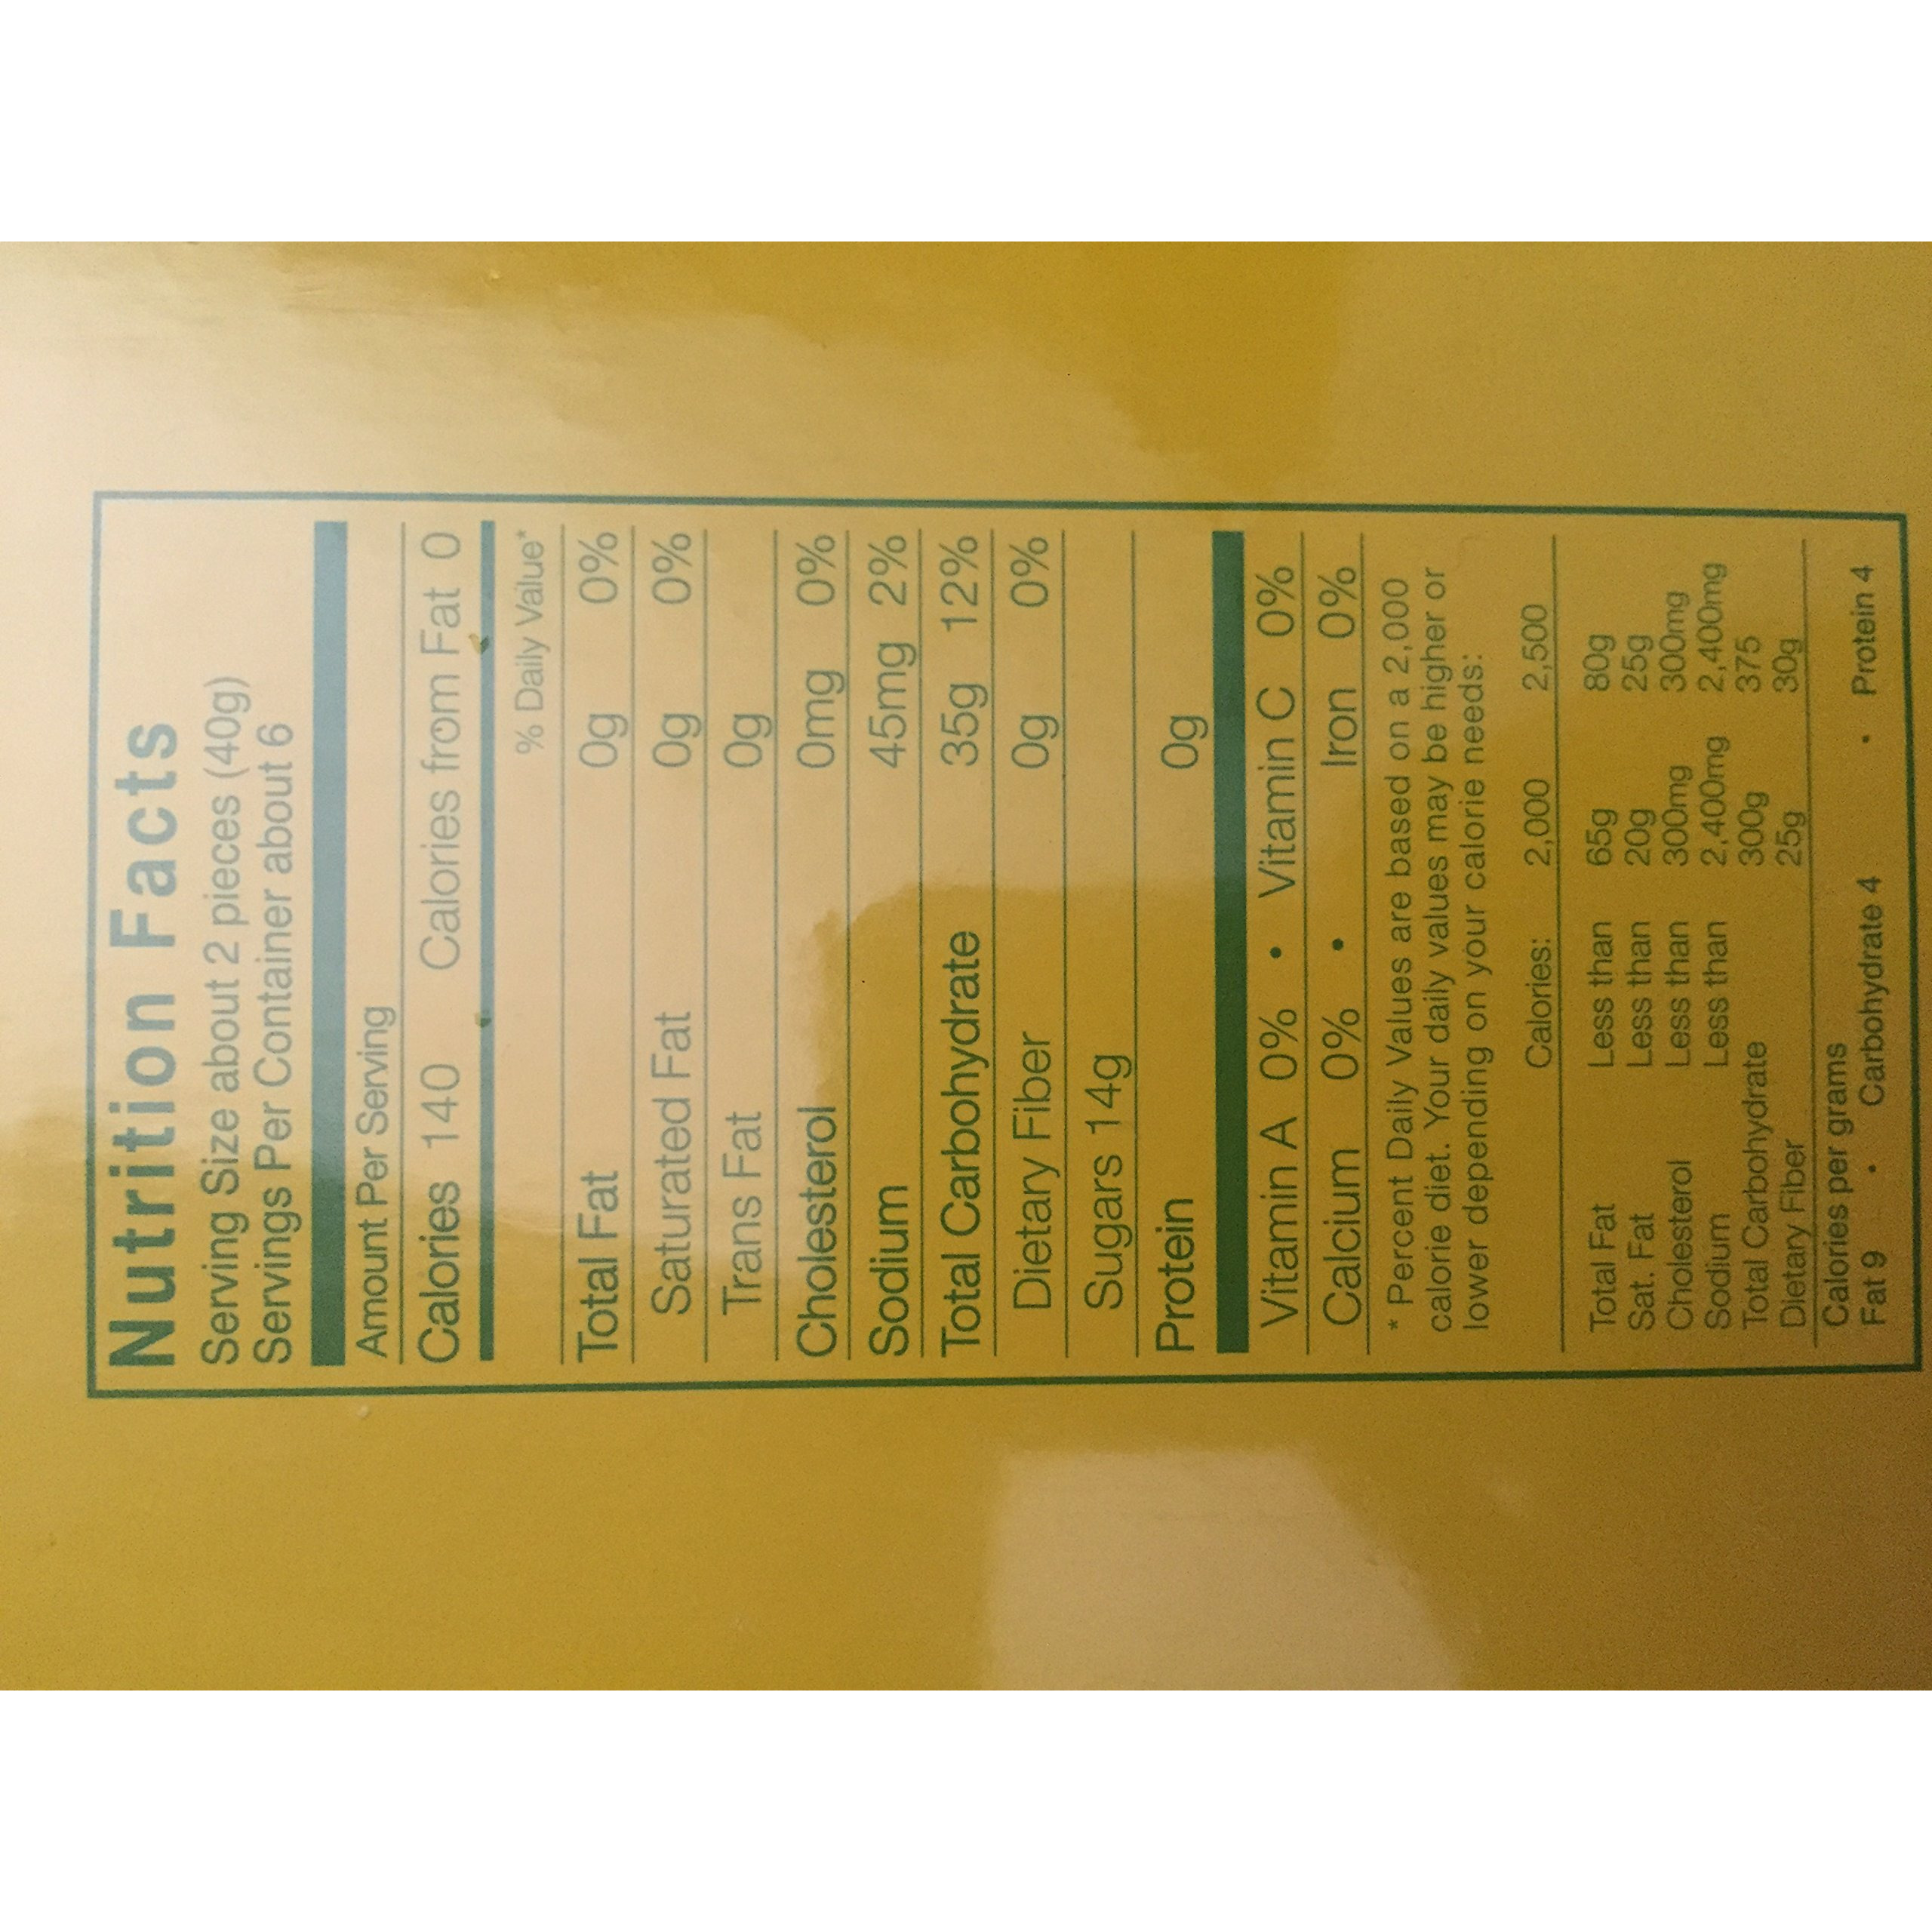 Nutrition Facts
Serving Size about 2 pieces (40g)
Servings Per Container about 6
Amount Per Serving
Calories 140 Calories from Fat 0
% Daily Value*
Total Fat 0g 0%
Saturated Fat 0g 0%
Trans Fat 0g
Cholesterol 0mg 0%
Sodium 45mg 2%
Total Carbohydrate 35g 12%
Dietary Fiber 0g 0%
Sugars 14g
Protein 0g
Vitamin A 0% • Vitamin C 0%
Calcium 0% • Iron 0%
* Percent Daily Values are based on a 2,000
calorie diet. Your daily values may be higher or
lower depending on your calorie needs:
Calories: 2,000 2,500
Total Fat Less than 65g 80g
Sat. Fat Less than 20g 25g
Cholesterol Less than 300mg 300mg
Sodium Less than 2,400mg 2,400mg
Total Carbohydrate 300g 375
Dietary Fiber 25g 30g
Calories per grams
Fat 9 • Carbohydrate 4 • Protein 4